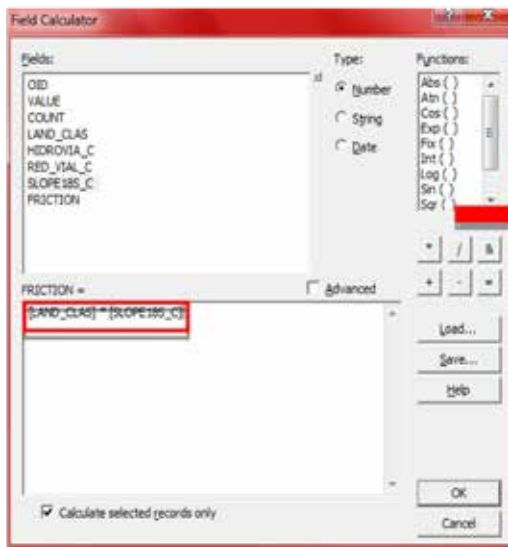 Field Calculator
Fields:
OID
VALUE
COUNT
LAND_CLAS
HIDROVIA_C
RED_VIAL_C
SLOPE185_C
FRICTION
Type:
Number
String
Date
Functions:
Abs ( )
Atn ( )
Cos ( )
Exp ( )
Fix ( )
Int ( )
Log ( )
Sin ( )
Sqr ( )
* / &
+ - =
FRICTION =
Advanced
[LAND_CLAS] * [SLOPE185_C]
Load...
Save...
Help
Calculate selected records only
OK
Cancel